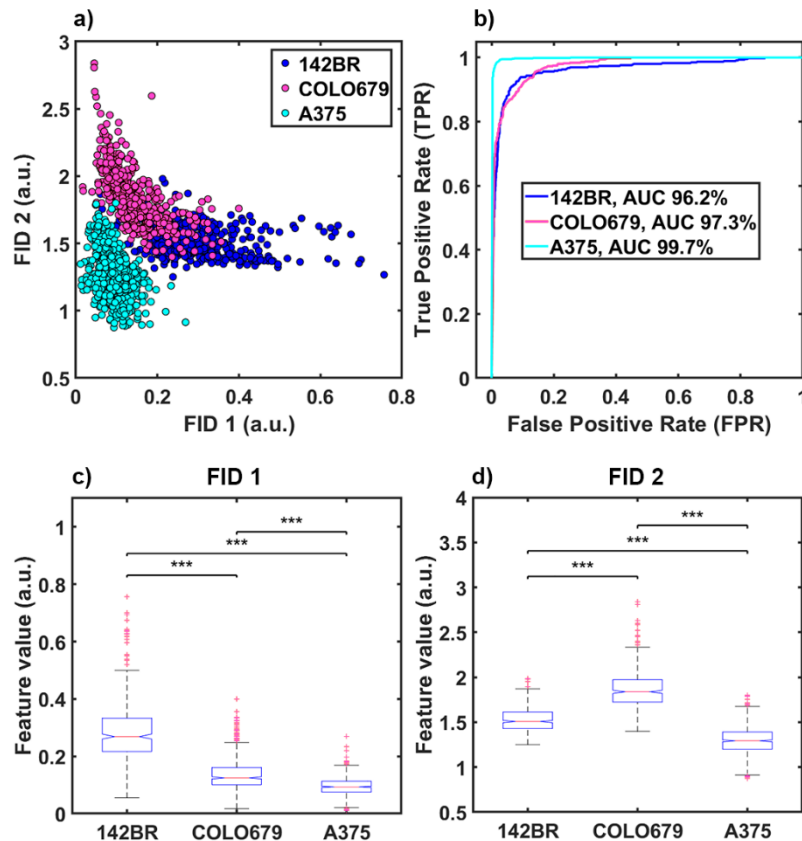 a)
3
2.5
2
1.5
1
0.5
0
0.2
0.4
0.6
0.8
FID 2 (a.u.)
FID 1 (a.u.)
142BR
COLO679
A375
b)
1
0.8
0.6
0.4
0.2
0
0
0.2
0.4
0.6
0.8
1
True Positive Rate (TPR)
False Positive Rate (FPR)
142BR, AUC 96.2%
COLO679, AUC 97.3%
A375, AUC 99.7%
c)
FID 1
1
0.8
0.6
0.4
0.2
0
Feature value (a.u.)
***
***
***
142BR
COLO679
A375
d)
FID 2
4
3.5
3
2.5
2
1.5
1
0.5
Feature value (a.u.)
***
***
***
142BR
COLO679
A375